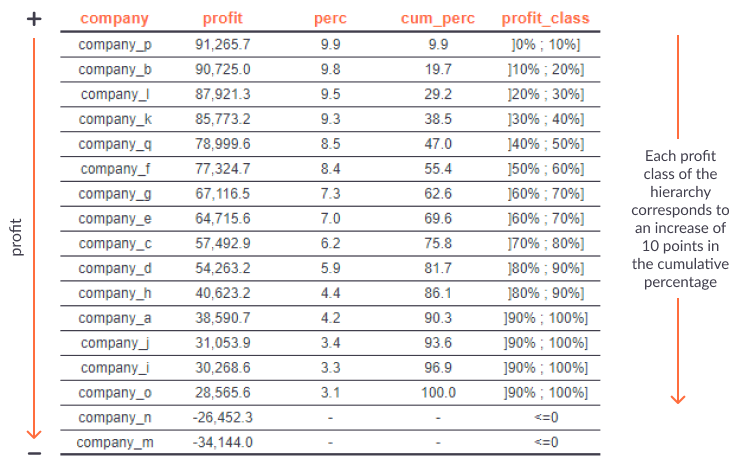 + company profit perc cum_perc profit_class
company_p 91,265.7 9.9 9.9 ]0% ; 10%]
company_b 90,725.0 9.8 19.7 ]10% ; 20%]
company_l 87,921.3 9.5 29.2 ]20% ; 30%]
company_k 85,773.2 9.3 38.5 ]30% ; 40%]
company_q 78,999.6 8.5 47.0 ]40% ; 50%]
company_f 77,324.7 8.4 55.4 ]50% ; 60%]
company_g 67,116.5 7.3 62.6 ]60% ; 70%]
company_e 64,715.6 7.0 69.6 ]60% ; 70%]
company_c 57,492.9 6.2 75.8 ]70% ; 80%]
company_d 54,263.2 5.9 81.7 ]80% ; 90%]
company_h 40,623.2 4.4 86.1 ]80% ; 90%]
company_a 38,590.7 4.2 90.3 ]90% ; 100%]
company_j 31,053.9 3.4 93.6 ]90% ; 100%]
company_i 30,268.6 3.3 96.9 ]90% ; 100%]
company_o 28,565.6 3.1 100.0 ]90% ; 100%]
company_n -26,452.3 - - <=0
company_m -34,144.0 - - <=0
profit
–
Each profit
class of the
hierarchy
corresponds to
an increase of
10 points in
the cumulative
percentage